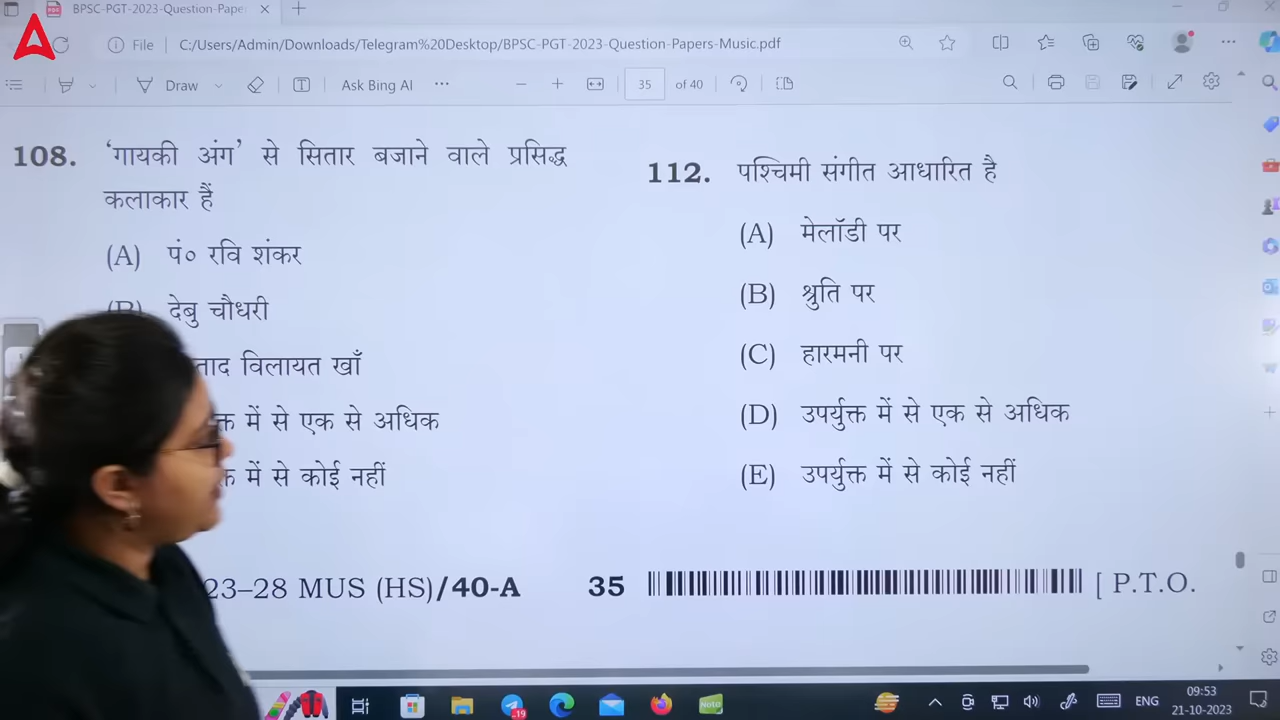 BPSC-PGT-2023-Question-Pape
File C:/Users/Admin/Downloads/Telegram%20Desktop/BPSC-PGT-2023-Question-Papers-Music.pdf
Draw Ask Bing AI 35 of 40
108. 'गायकी अंग' से सितार बजाने वाले प्रसिद्ध
कलाकार हैं
(A) पं० रवि शंकर
(B) देबु चौधरी
ताद विलायत खाँ
क्त में से एक से अधिक
क्त में से कोई नहीं
112. पश्चिमी संगीत आधारित है
(A) मेलॉडी पर
(B) श्रुति पर
(C) हारमनी पर
(D) उपर्युक्त में से एक से अधिक
(E) उपर्युक्त में से कोई नहीं
23–28 MUS (HS)/40-A 35 [ P.T.O.
ENG 09:53
21-10-2023